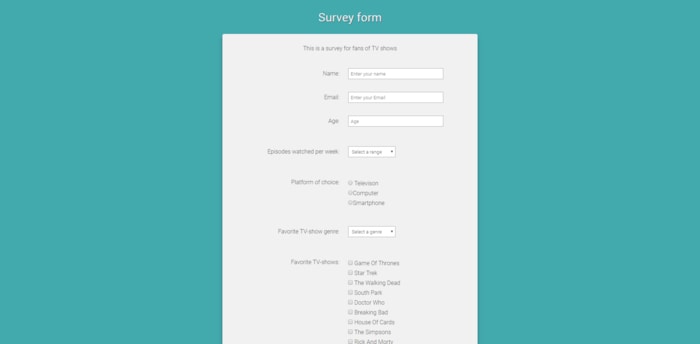 Survey form
This is a survey for fans of TV shows
Name: Enter your name
Email: Enter your Email
Age: age
Episodes watched per week: Select a range
Platform of choice: Televison
Computer
Smartphone
Favorite TV-show genre: Select a genre
Favorite TV-shows: Game Of Thrones
Star Trek
The Walking Dead
South Park
Doctor Who
Breaking Bad
House Of Cards
The Simpsons
Rick And Morty